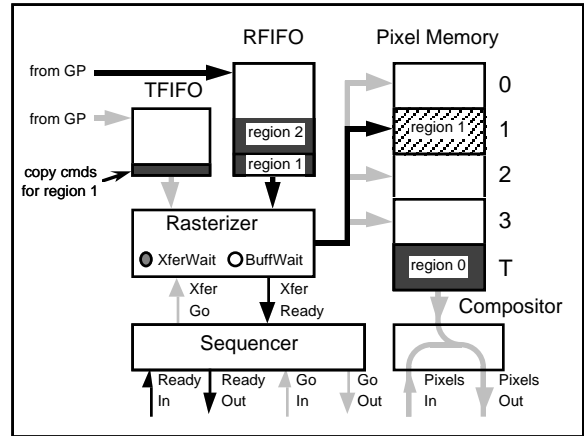 RFIFO
Pixel Memory
from GP
TFIFO
0
from GP
region 2
region 1
1
copy cmds
for region 1
region 1
2
Rasterizer
3
XferWait
BuffWait
region 0
T
Xfer
Go
Xfer
Ready
Compositor
Sequencer
Ready
In
Ready
Out
Go
In
Go
Out
Pixels
In
Pixels
Out